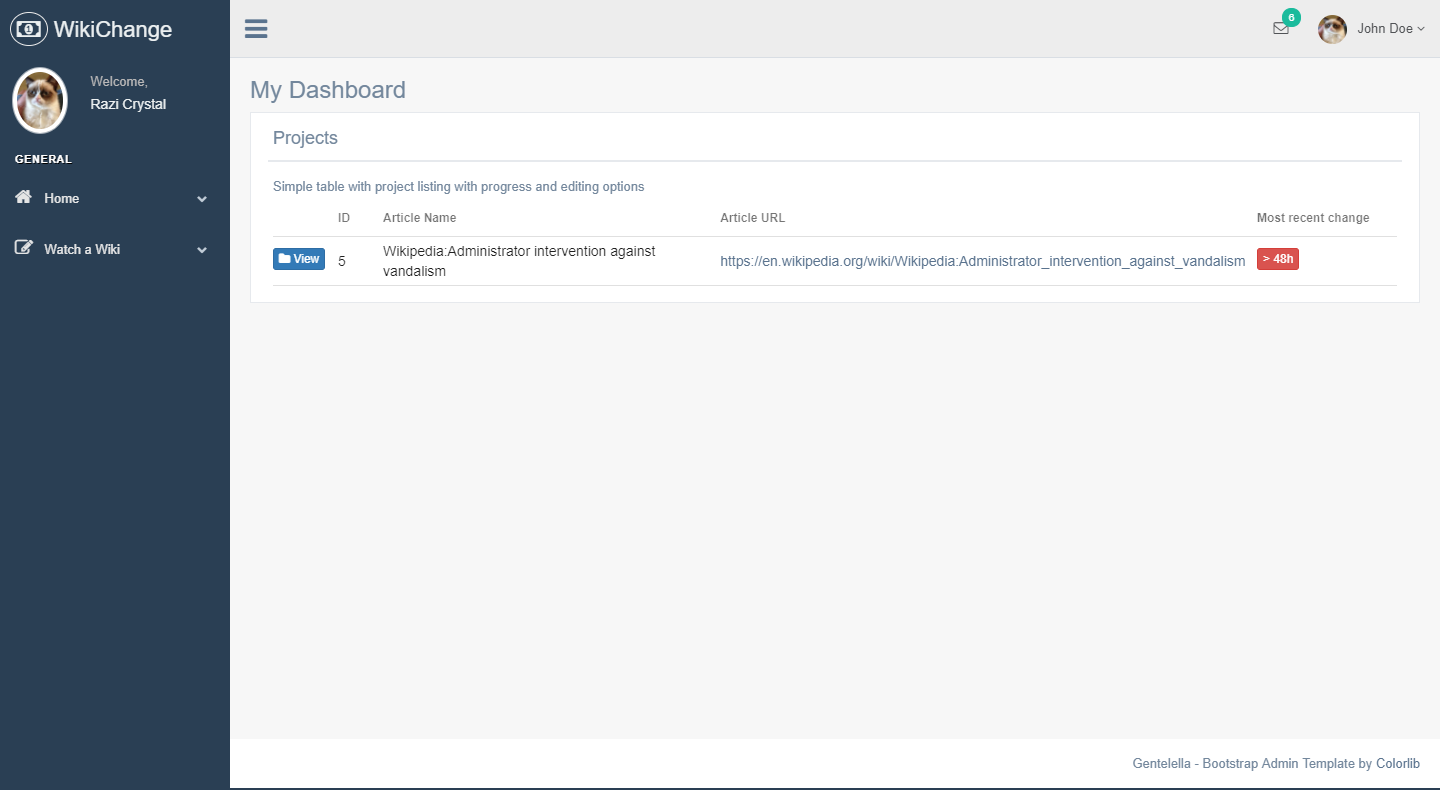 WikiChange
6
John Doe
Welcome,
Razi Crystal
My Dashboard
Projects
GENERAL
Simple table with project listing with progress and editing options
Home
ID Article Name Article URL Most recent change
Watch a Wiki
View 5 Wikipedia:Administrator intervention against
vandalism
https://en.wikipedia.org/wiki/Wikipedia:Administrator_intervention_against_vandalism
> 48h
Gentelella - Bootstrap Admin Template by Colorlib